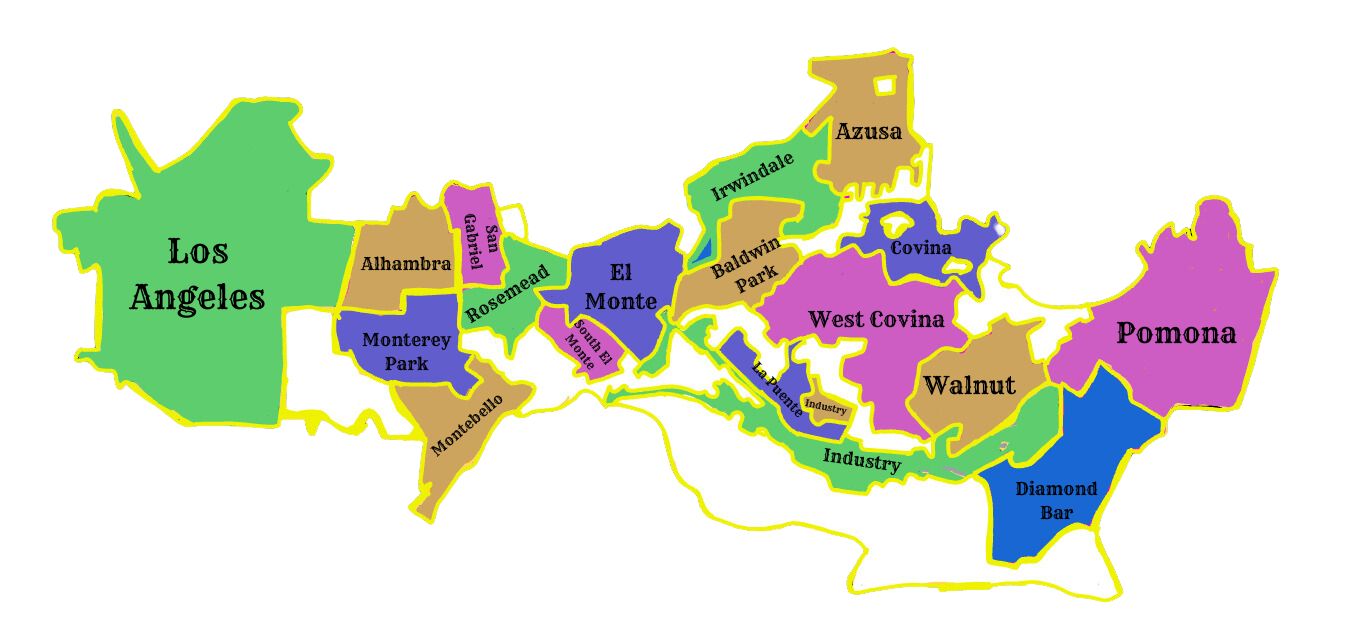 Los
Angeles
Alhambra
San
Gabriel
Monterey
Park
Montebello
Rosemead
El
Monte
South El
Monte
Irwindale
Azusa
Baldwin
Park
Covina
West Covina
La Puente
Industry
Industry
Walnut
Pomona
Diamond
Bar